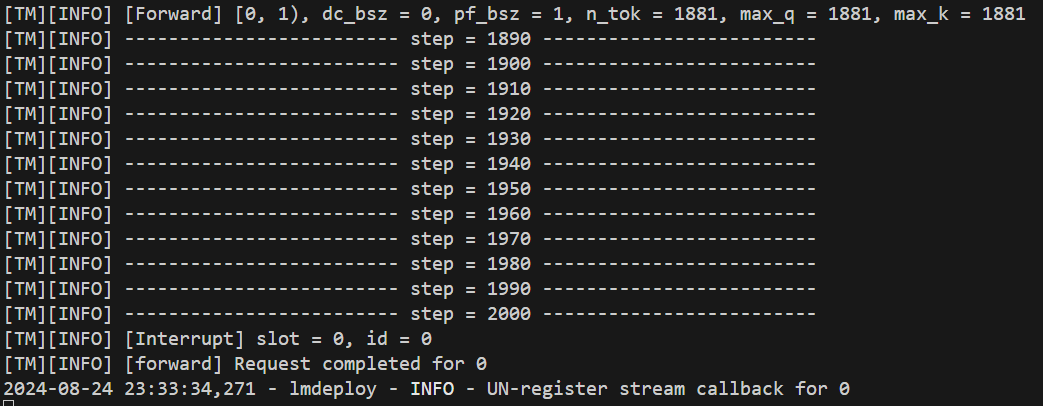 [TM][INFO] [Forward] [0, 1), dc_bsz = 0, pf_bsz = 1, n_tok = 1881, max_q = 1881, max_k = 1881
[TM][INFO] ------------------------- step = 1890 -------------------------
[TM][INFO] ------------------------- step = 1900 -------------------------
[TM][INFO] ------------------------- step = 1910 -------------------------
[TM][INFO] ------------------------- step = 1920 -------------------------
[TM][INFO] ------------------------- step = 1930 -------------------------
[TM][INFO] ------------------------- step = 1940 -------------------------
[TM][INFO] ------------------------- step = 1950 -------------------------
[TM][INFO] ------------------------- step = 1960 -------------------------
[TM][INFO] ------------------------- step = 1970 -------------------------
[TM][INFO] ------------------------- step = 1980 -------------------------
[TM][INFO] ------------------------- step = 1990 -------------------------
[TM][INFO] ------------------------- step = 2000 -------------------------
[TM][INFO] [Interrupt] slot = 0, id = 0
[TM][INFO] [forward] Request completed for 0
2024-08-24 23:33:34,271 - lmdeploy - INFO - UN-register stream callback for 0